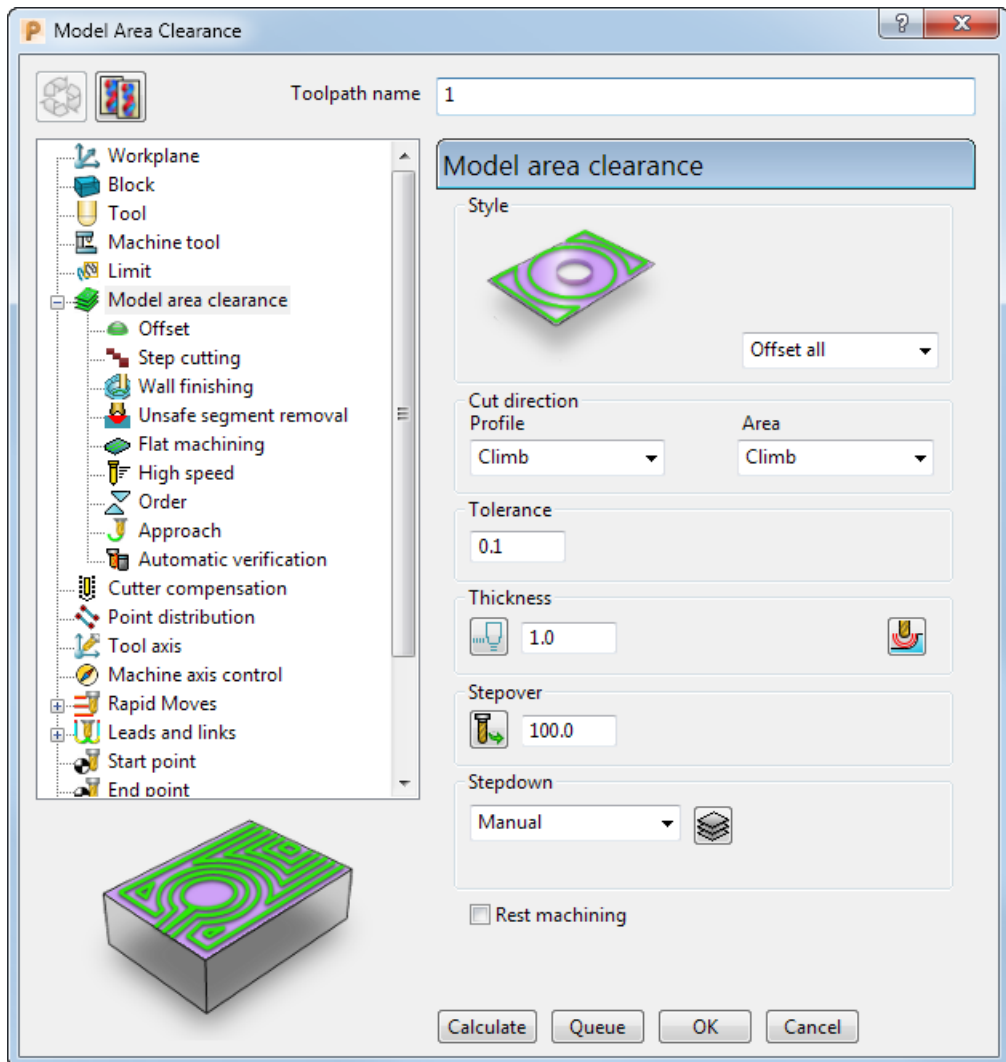 Model Area Clearance
Toolpath name 1
Workplane
Block
Tool
Machine tool
Limit
Model area clearance
Offset
Step cutting
Wall finishing
Unsafe segment removal
Flat machining
High speed
Order
Approach
Automatic verification
Cutter compensation
Point distribution
Tool axis
Machine axis control
Rapid Moves
Leads and links
Start point
End point
Model area clearance
Style
Offset all
Cut direction
Profile Area
Climb Climb
Tolerance
0.1
Thickness
1.0
Stepover
100.0
Stepdown
Manual
Rest machining
Calculate Queue OK Cancel